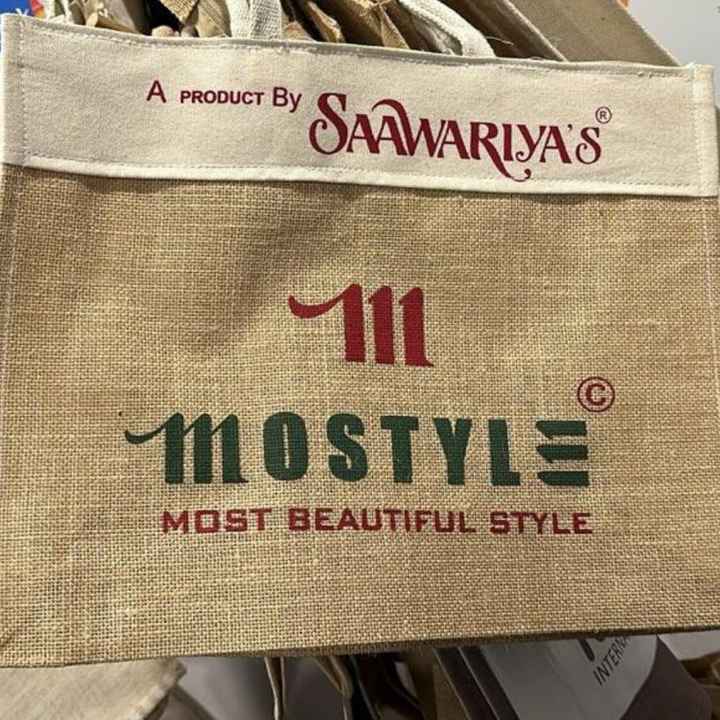 A PRODUCT By SAAWARIYA'S®
m
mOSTYLE ©
MOST BEAUTIFUL STYLE